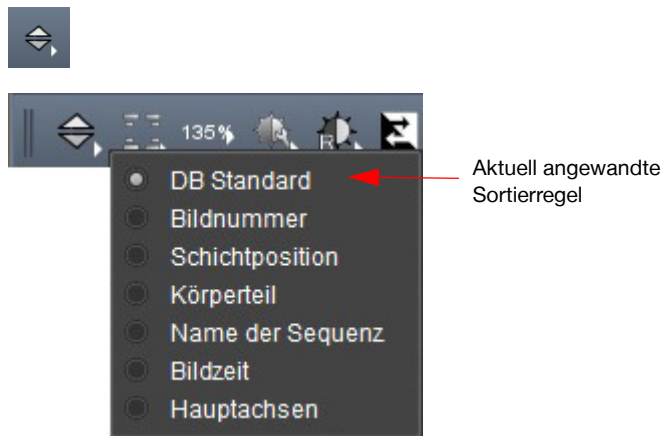 135%
R
DB Standard
Aktuell angewandte
Sortierregel
Bildnummer
Schichtposition
Körperteil
Name der Sequenz
Bildzeit
Hauptachsen